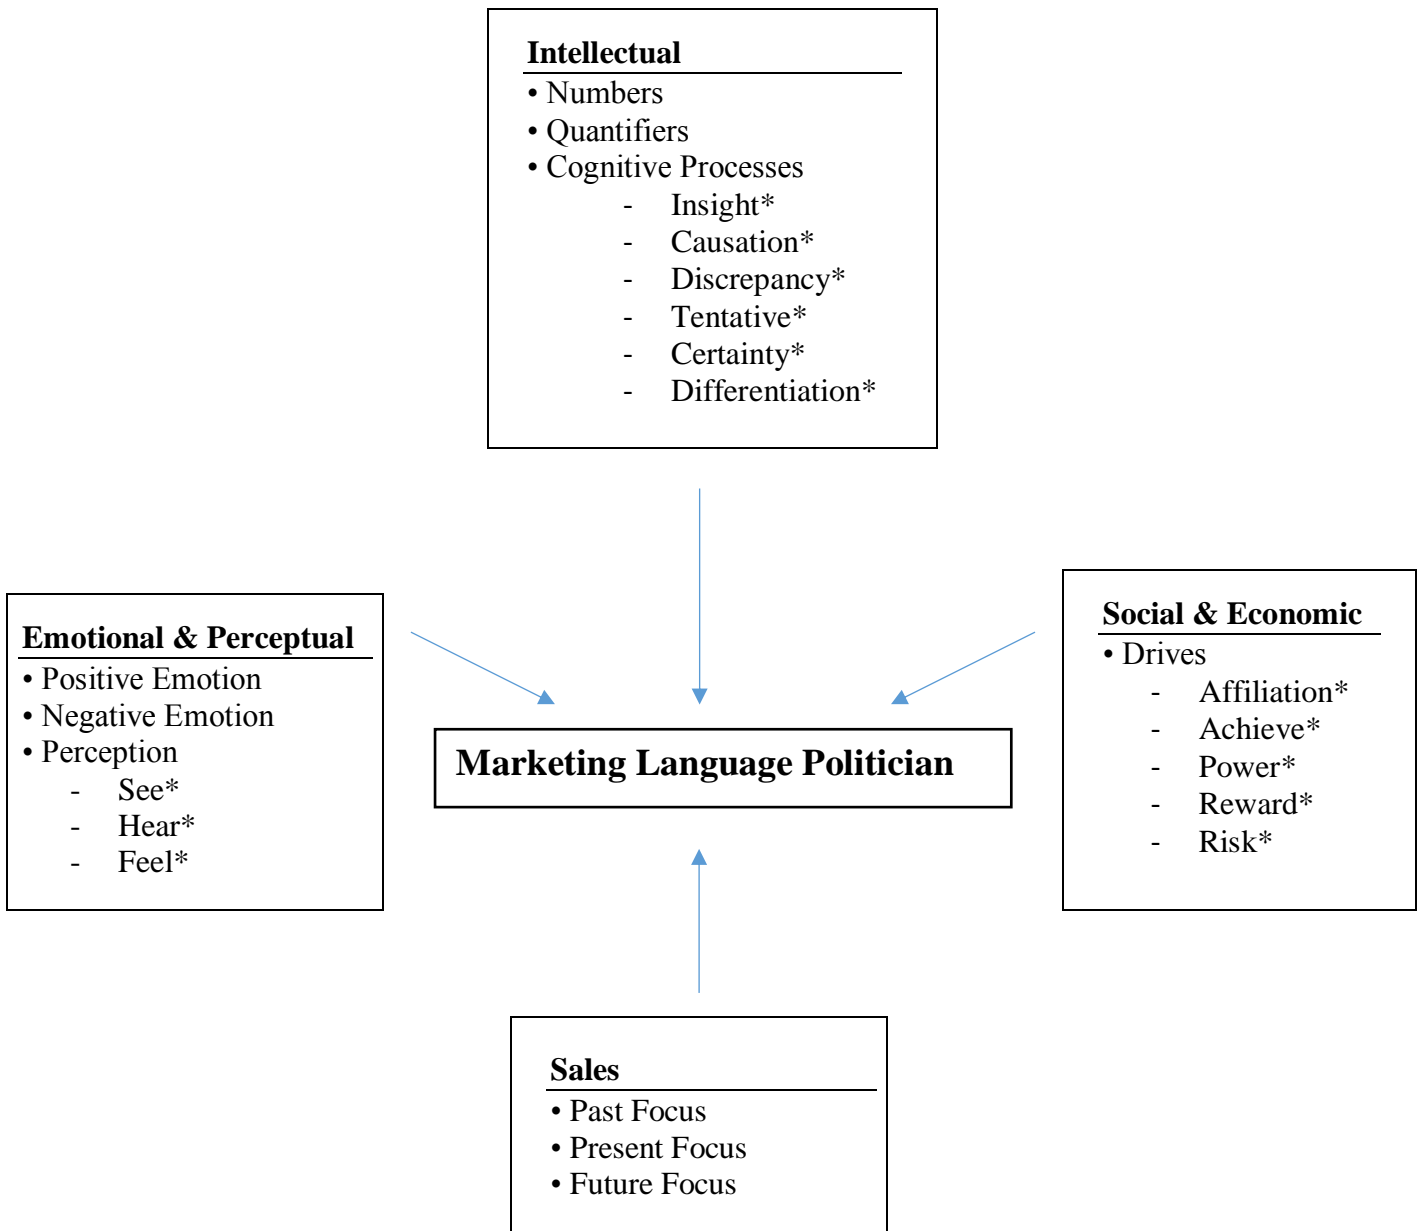 Intellectual
• Numbers
• Quantifiers
• Cognitive Processes
- Insight*
- Causation*
- Discrepancy*
- Tentative*
- Certainty*
- Differentiation*
Emotional & Perceptual
• Positive Emotion
• Negative Emotion
• Perception
- See*
- Hear*
- Feel*
Marketing Language Politician
Social & Economic
• Drives
- Affiliation*
- Achieve*
- Power*
- Reward*
- Risk*
Sales
• Past Focus
• Present Focus
• Future Focus